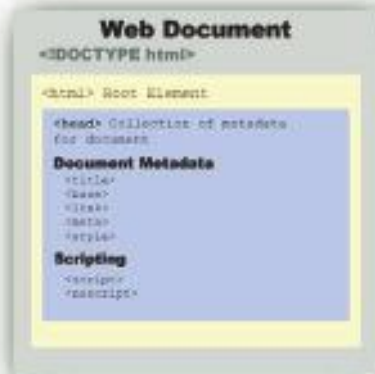 Web Document
<!DOCTYPE html>
<html> Root Element
<head> Collection of metadata
for document
Document Metadata
<title>
<base>
<link>
<meta>
<style>
Scripting
<script>
<noscript>